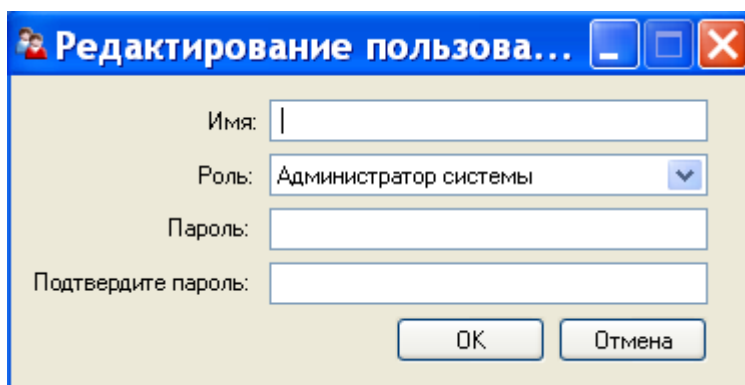 Редактирование пользова...
Имя:
Роль: Администратор системы
Пароль:
Подтвердите пароль:
OK Отмена